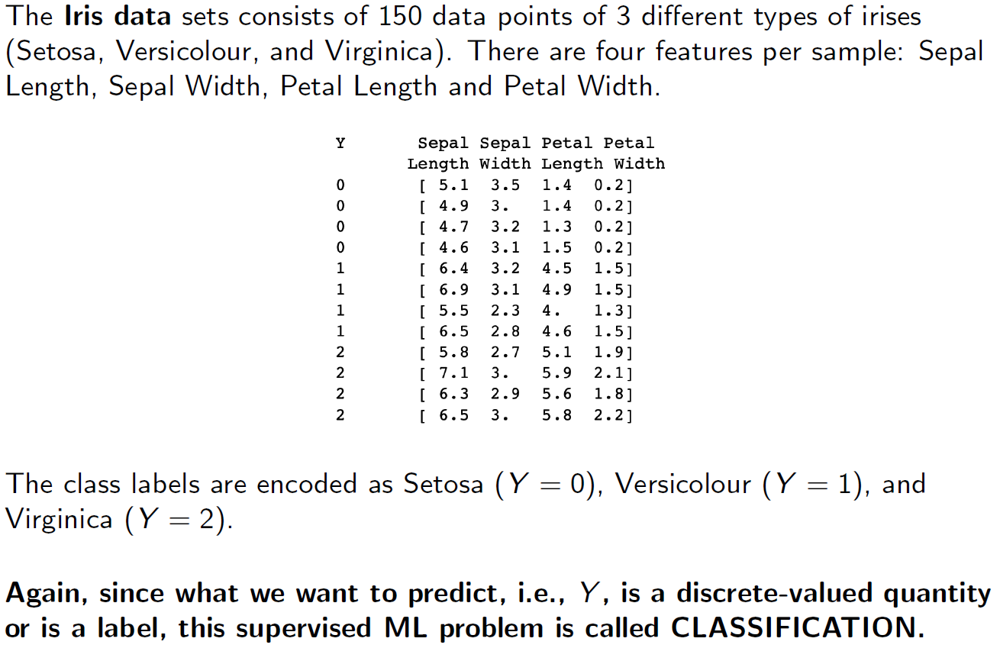 The Iris data sets consists of 150 data points of 3 different types of irises
(Setosa, Versicolour, and Virginica). There are four features per sample: Sepal
Length, Sepal Width, Petal Length and Petal Width.
Y Sepal Sepal Petal Petal
Length Width Length Width
0 [ 5.1 3.5 1.4 0.2]
0 [ 4.9 3. 1.4 0.2]
0 [ 4.7 3.2 1.3 0.2]
0 [ 4.6 3.1 1.5 0.2]
1 [ 6.4 3.2 4.5 1.5]
1 [ 6.9 3.1 4.9 1.5]
1 [ 5.5 2.3 4. 1.3]
1 [ 6.5 2.8 4.6 1.5]
2 [ 5.8 2.7 5.1 1.9]
2 [ 7.1 3. 5.9 2.1]
2 [ 6.3 2.9 5.6 1.8]
2 [ 6.5 3. 5.8 2.2]
The class labels are encoded as Setosa (Y = 0), Versicolour (Y = 1), and
Virginica (Y = 2).
Again, since what we want to predict, i.e., Y, is a discrete-valued quantity
or is a label, this supervised ML problem is called CLASSIFICATION.